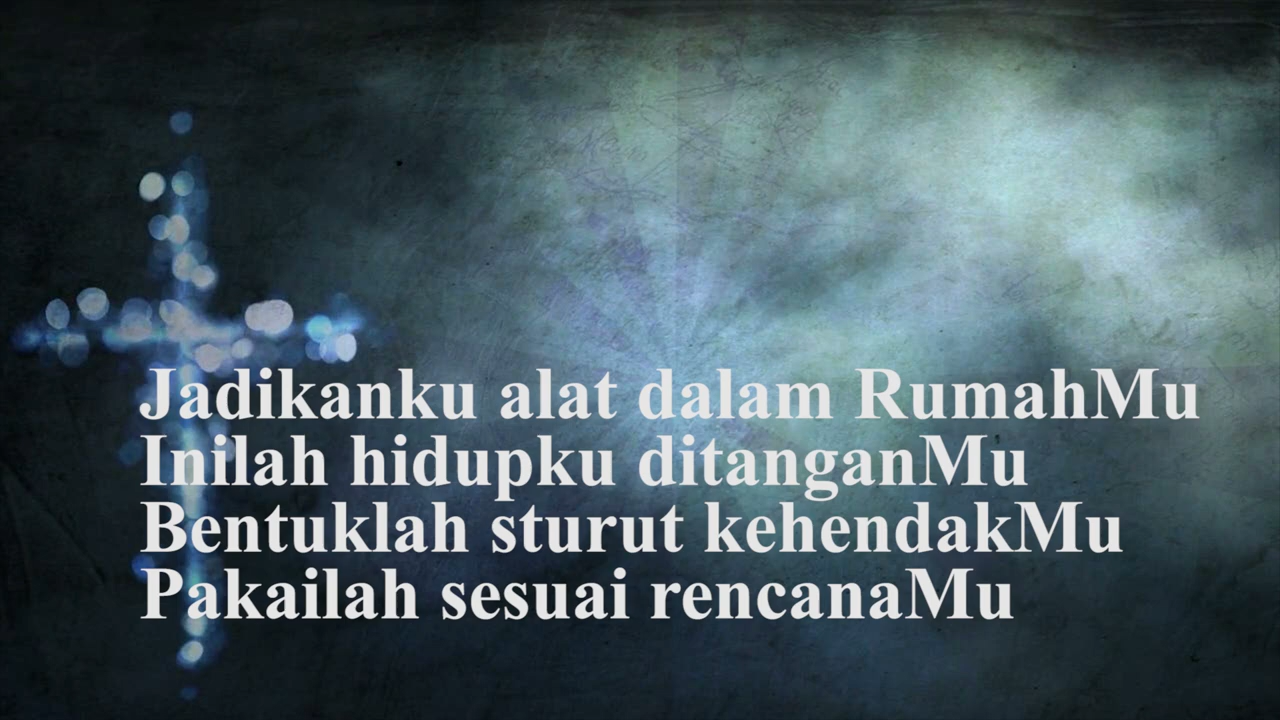 Jadikanku alat dalam RumahMu
Inilah hidupku ditanganMu
Bentuklah sturut kehendakMu
Pakailah sesuai rencanaMu